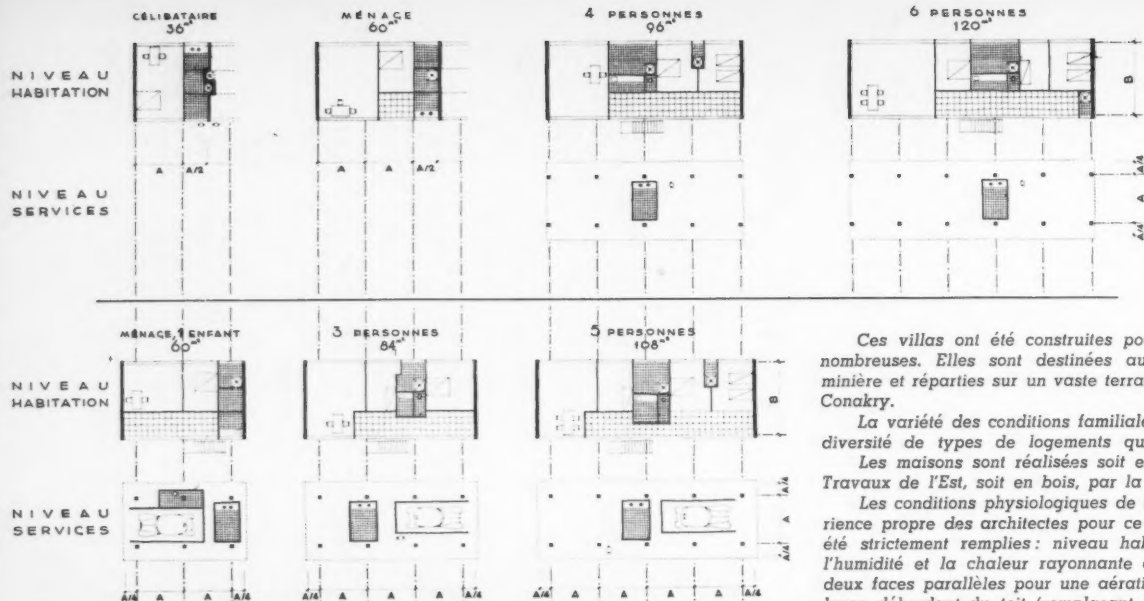 CÉLIBATAIRE
36m²
MÉNAGE
60m²
4 PERSONNES
96m²
6 PERSONNES
120m²
NIVEAU
HABITATION
B
A A/2
A A A/2
NIVEAU
SERVICES
A/4
A
A/4
MÉNAGE, 1 ENFANT
60m²
3 PERSONNES
84m²
5 PERSONNES
108m²
NIVEAU
HABITATION
B
NIVEAU
SERVICES
A/4
A
A/4
A/4 A A A/4
A/4 A A A A/4
A/4 A A A A A/4
Ces villas ont été construites po
nombreuses. Elles sont destinées au
minière et réparties sur un vaste terra
Conakry.
La variété des conditions familiale
diversité de types de logements qu
Les maisons sont réalisées soit e
Travaux de l'Est, soit en bois, par la
Les conditions physiologiques de
rience propre des architectes pour ce
été strictement remplies : niveau hal
l'humidité et la chaleur rayonnante
deux faces parallèles pour une aérati